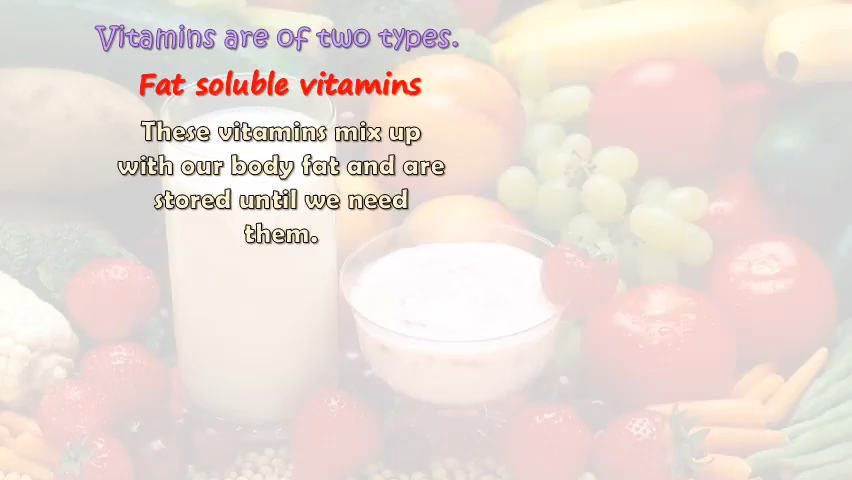 Vitamins are of two types.
Fat soluble vitamins
These vitamins mix up
with our body fat and are
stored until we need
them.